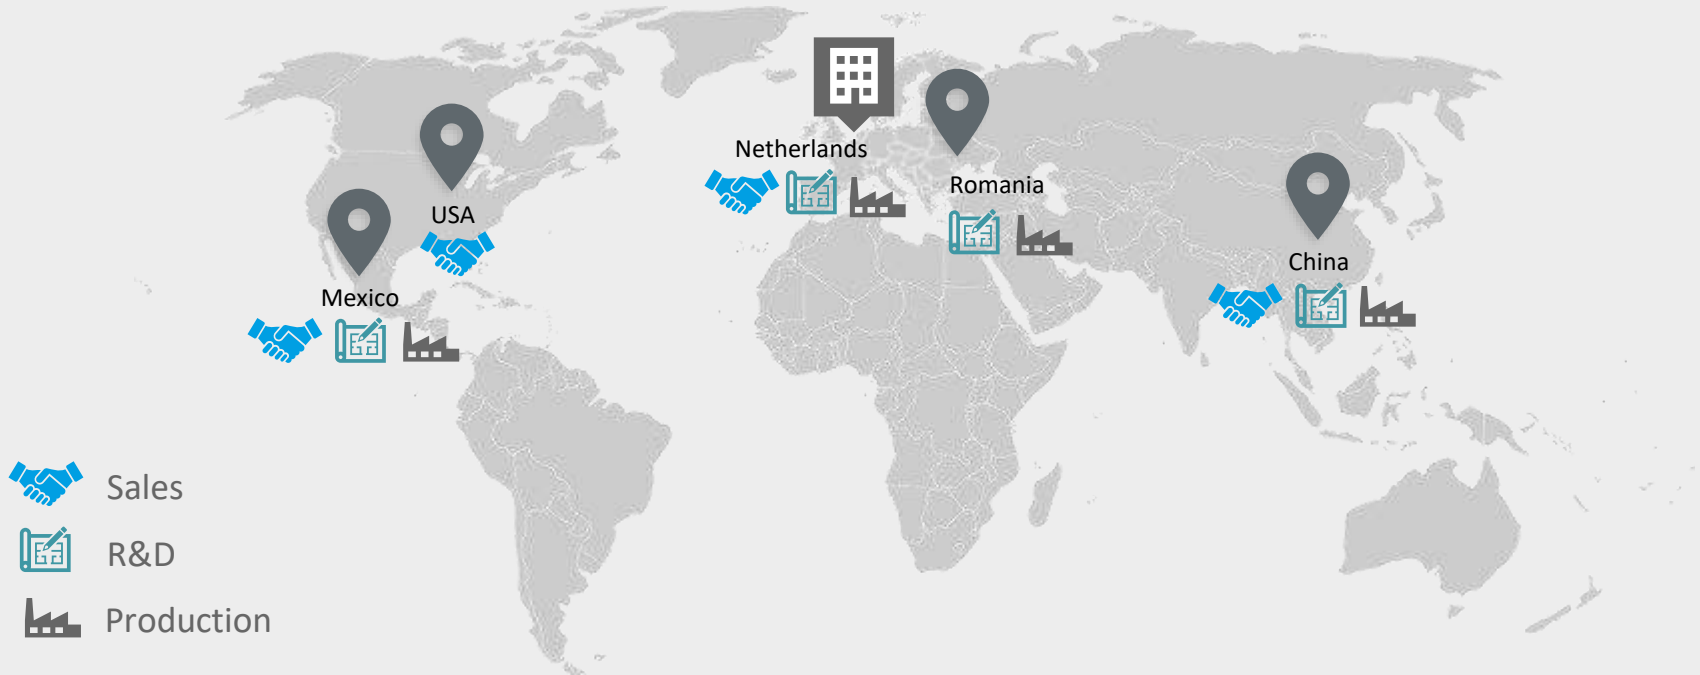 Netherlands
Romania
USA
China
Mexico
Sales
R&D
Production